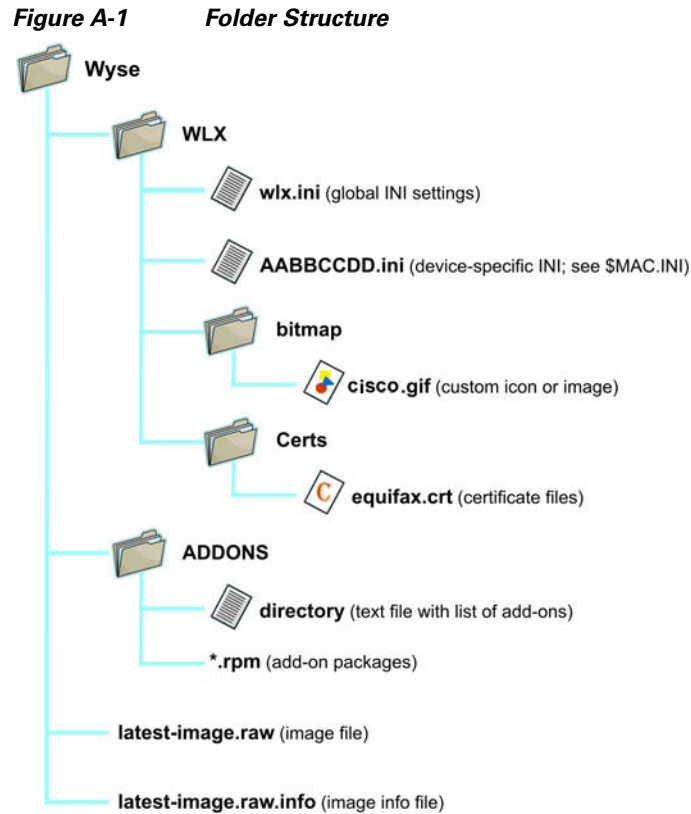 Figure A-1 Folder Structure
Wyse
WLX
wlx.ini (global INI settings)
AABBCCDD.ini (device-specific INI; see $MAC.INI)
bitmap
cisco.gif (custom icon or image)
Certs
C
equifax.crt (certificate files)
ADDONS
directory (text file with list of add-ons)
*.rpm (add-on packages)
latest-image.raw (image file)
latest-image.raw.info (image info file)